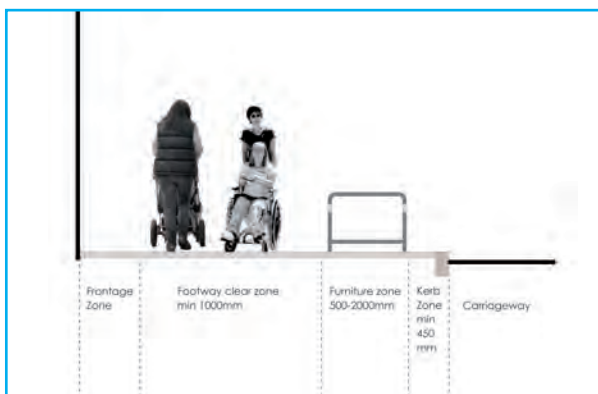 Frontage
Zone
Footway clear zone
min 1000mm
Furniture zone
500-2000mm
Kerb
Zone
min
450
mm
Carriageway